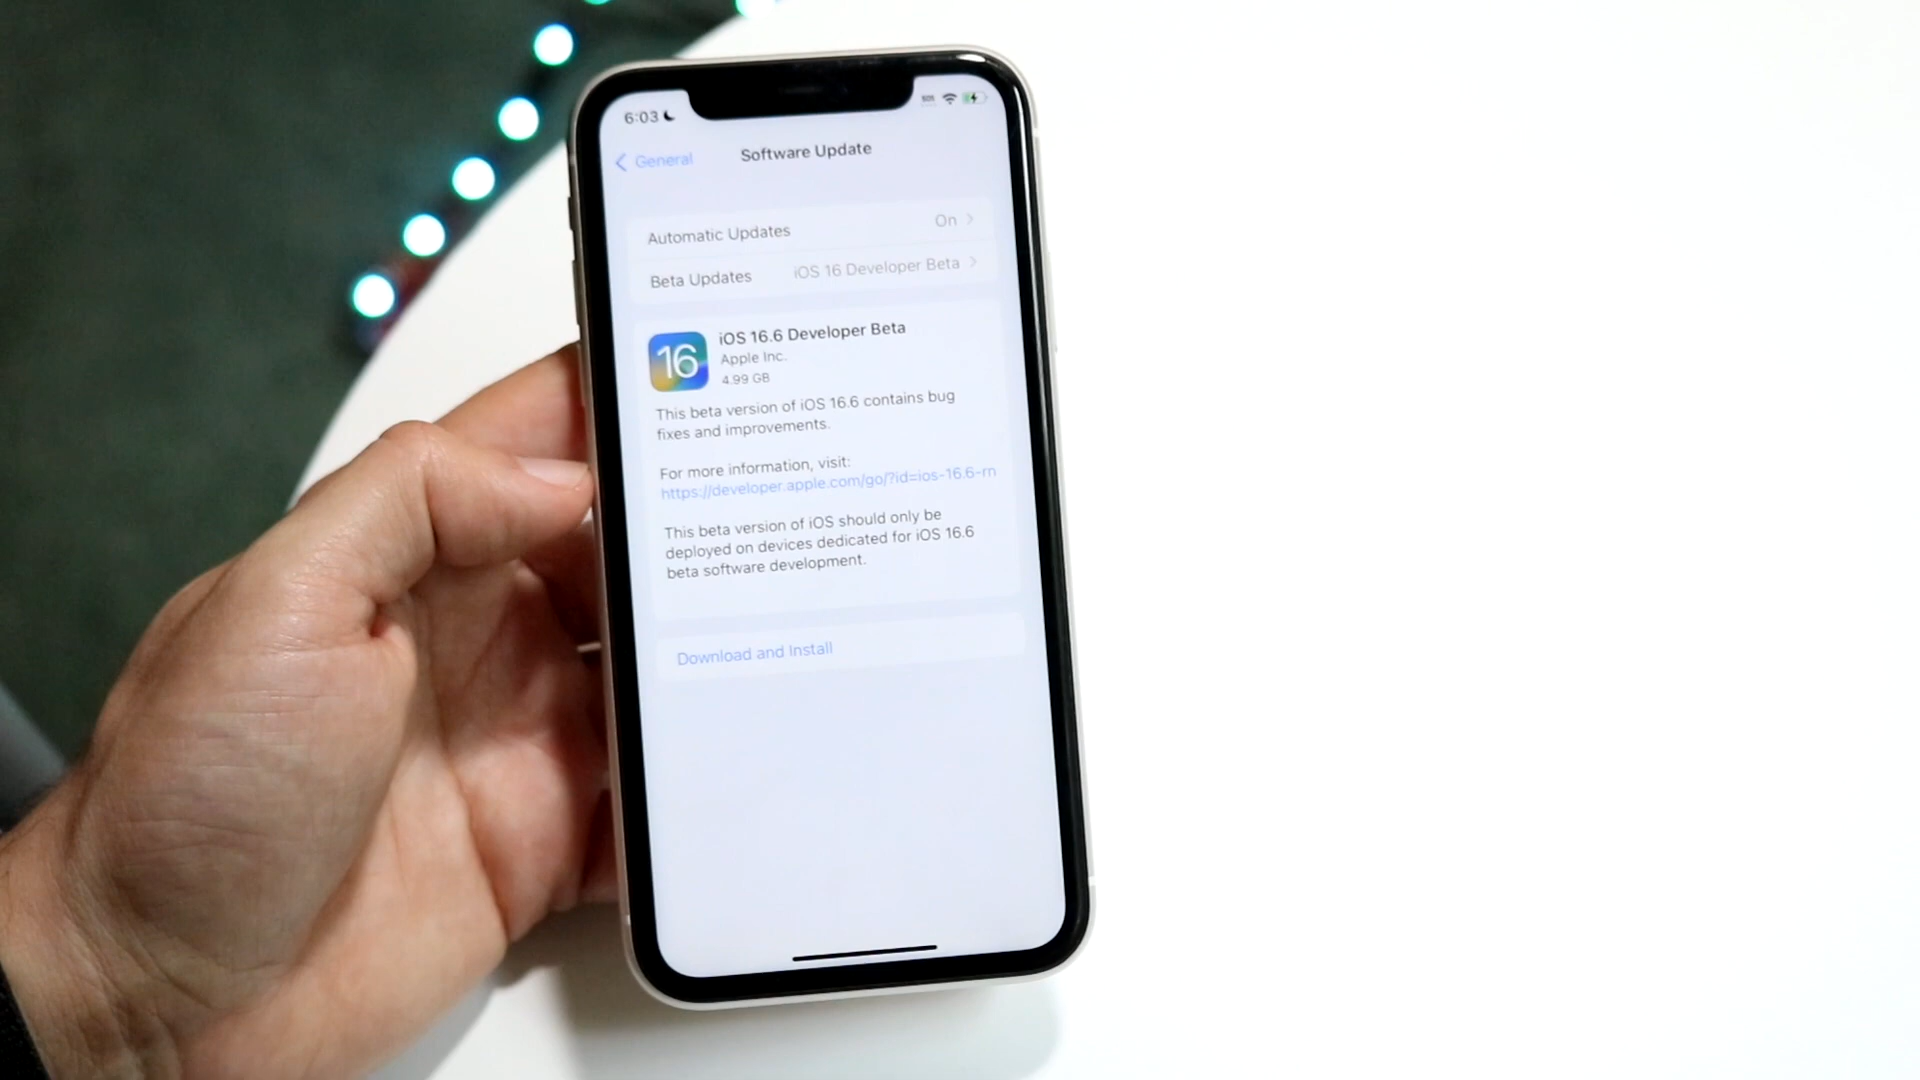 6:03
SOS
General
Software Update
Automatic Updates On
Beta Updates iOS 16 Developer Beta
16
iOS 16.6 Developer Beta
Apple Inc.
4.99 GB
This beta version of iOS 16.6 contains bug
fixes and improvements.
For more information, visit:
https://developer.apple.com/go/?id=ios-16.6-rn
This beta version of iOS should only be
deployed on devices dedicated for iOS 16.6
beta software development.
Download and Install